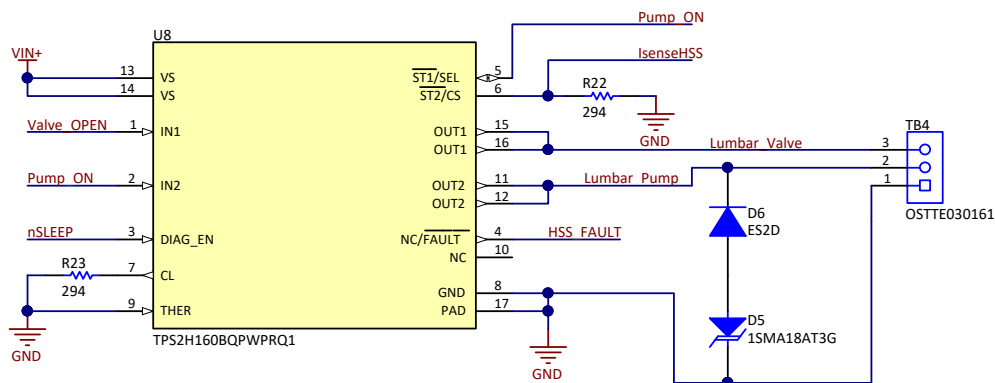 Pump_ON
U8
VIN+
IsenseHSS
13 VS ST1/SEL 5
14 VS ST2/CS 6
R22
294
GND
Valve_OPEN 1 IN1 OUT1 15
OUT1 16 Lumbar_Valve
TB4
3
2
1
OSTTE030161
Pump_ON 2 IN2 OUT2 11 Lumbar_Pump
OUT2 12
D6
ES2D
nSLEEP 3 DIAG_EN NC/FAULT 4 HSS_FAULT
NC 10
R23
294
7 CL
GND 8
9 THER PAD 17
D5
1SMA18AT3G
GND
TPS2H160BQPWPRQ1
GND